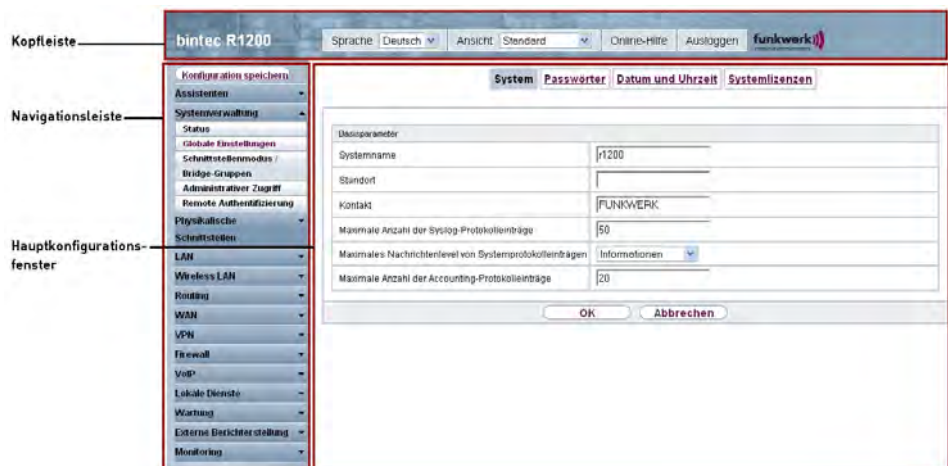 Kopfleiste
bintec R1200
Sprache Deutsch Ansicht Standard Online-Hilfe Ausloggen funkwerk
Navigationsleiste
Konfiguration speichern
Assistenten
Systemverwaltung
Status
Globale Einstellungen
Schnittstellenmodus /
Bridge-Gruppen
Administrativer Zugriff
Remote Authentifizierung
Physikalische
Schnittstellen
LAN
Wireless LAN
Routing
WAN
VPN
Firewall
VoIP
Lokale Dienste
Wartung
Externe Berichterstellung
Monitoring
Hauptkonfigurations-
fenster
System Passwörter Datum und Uhrzeit Systemlizenzen
Basisparameter
Systemname r1200
Standort
Kontakt FUNKWERK
Maximale Anzahl der Syslog-Protokolleinträge 50
Maximales Nachrichtenlevel von Systemprotokolleinträgen Informationen
Maximale Anzahl der Accounting-Protokolleinträge 20
OK Abbrechen